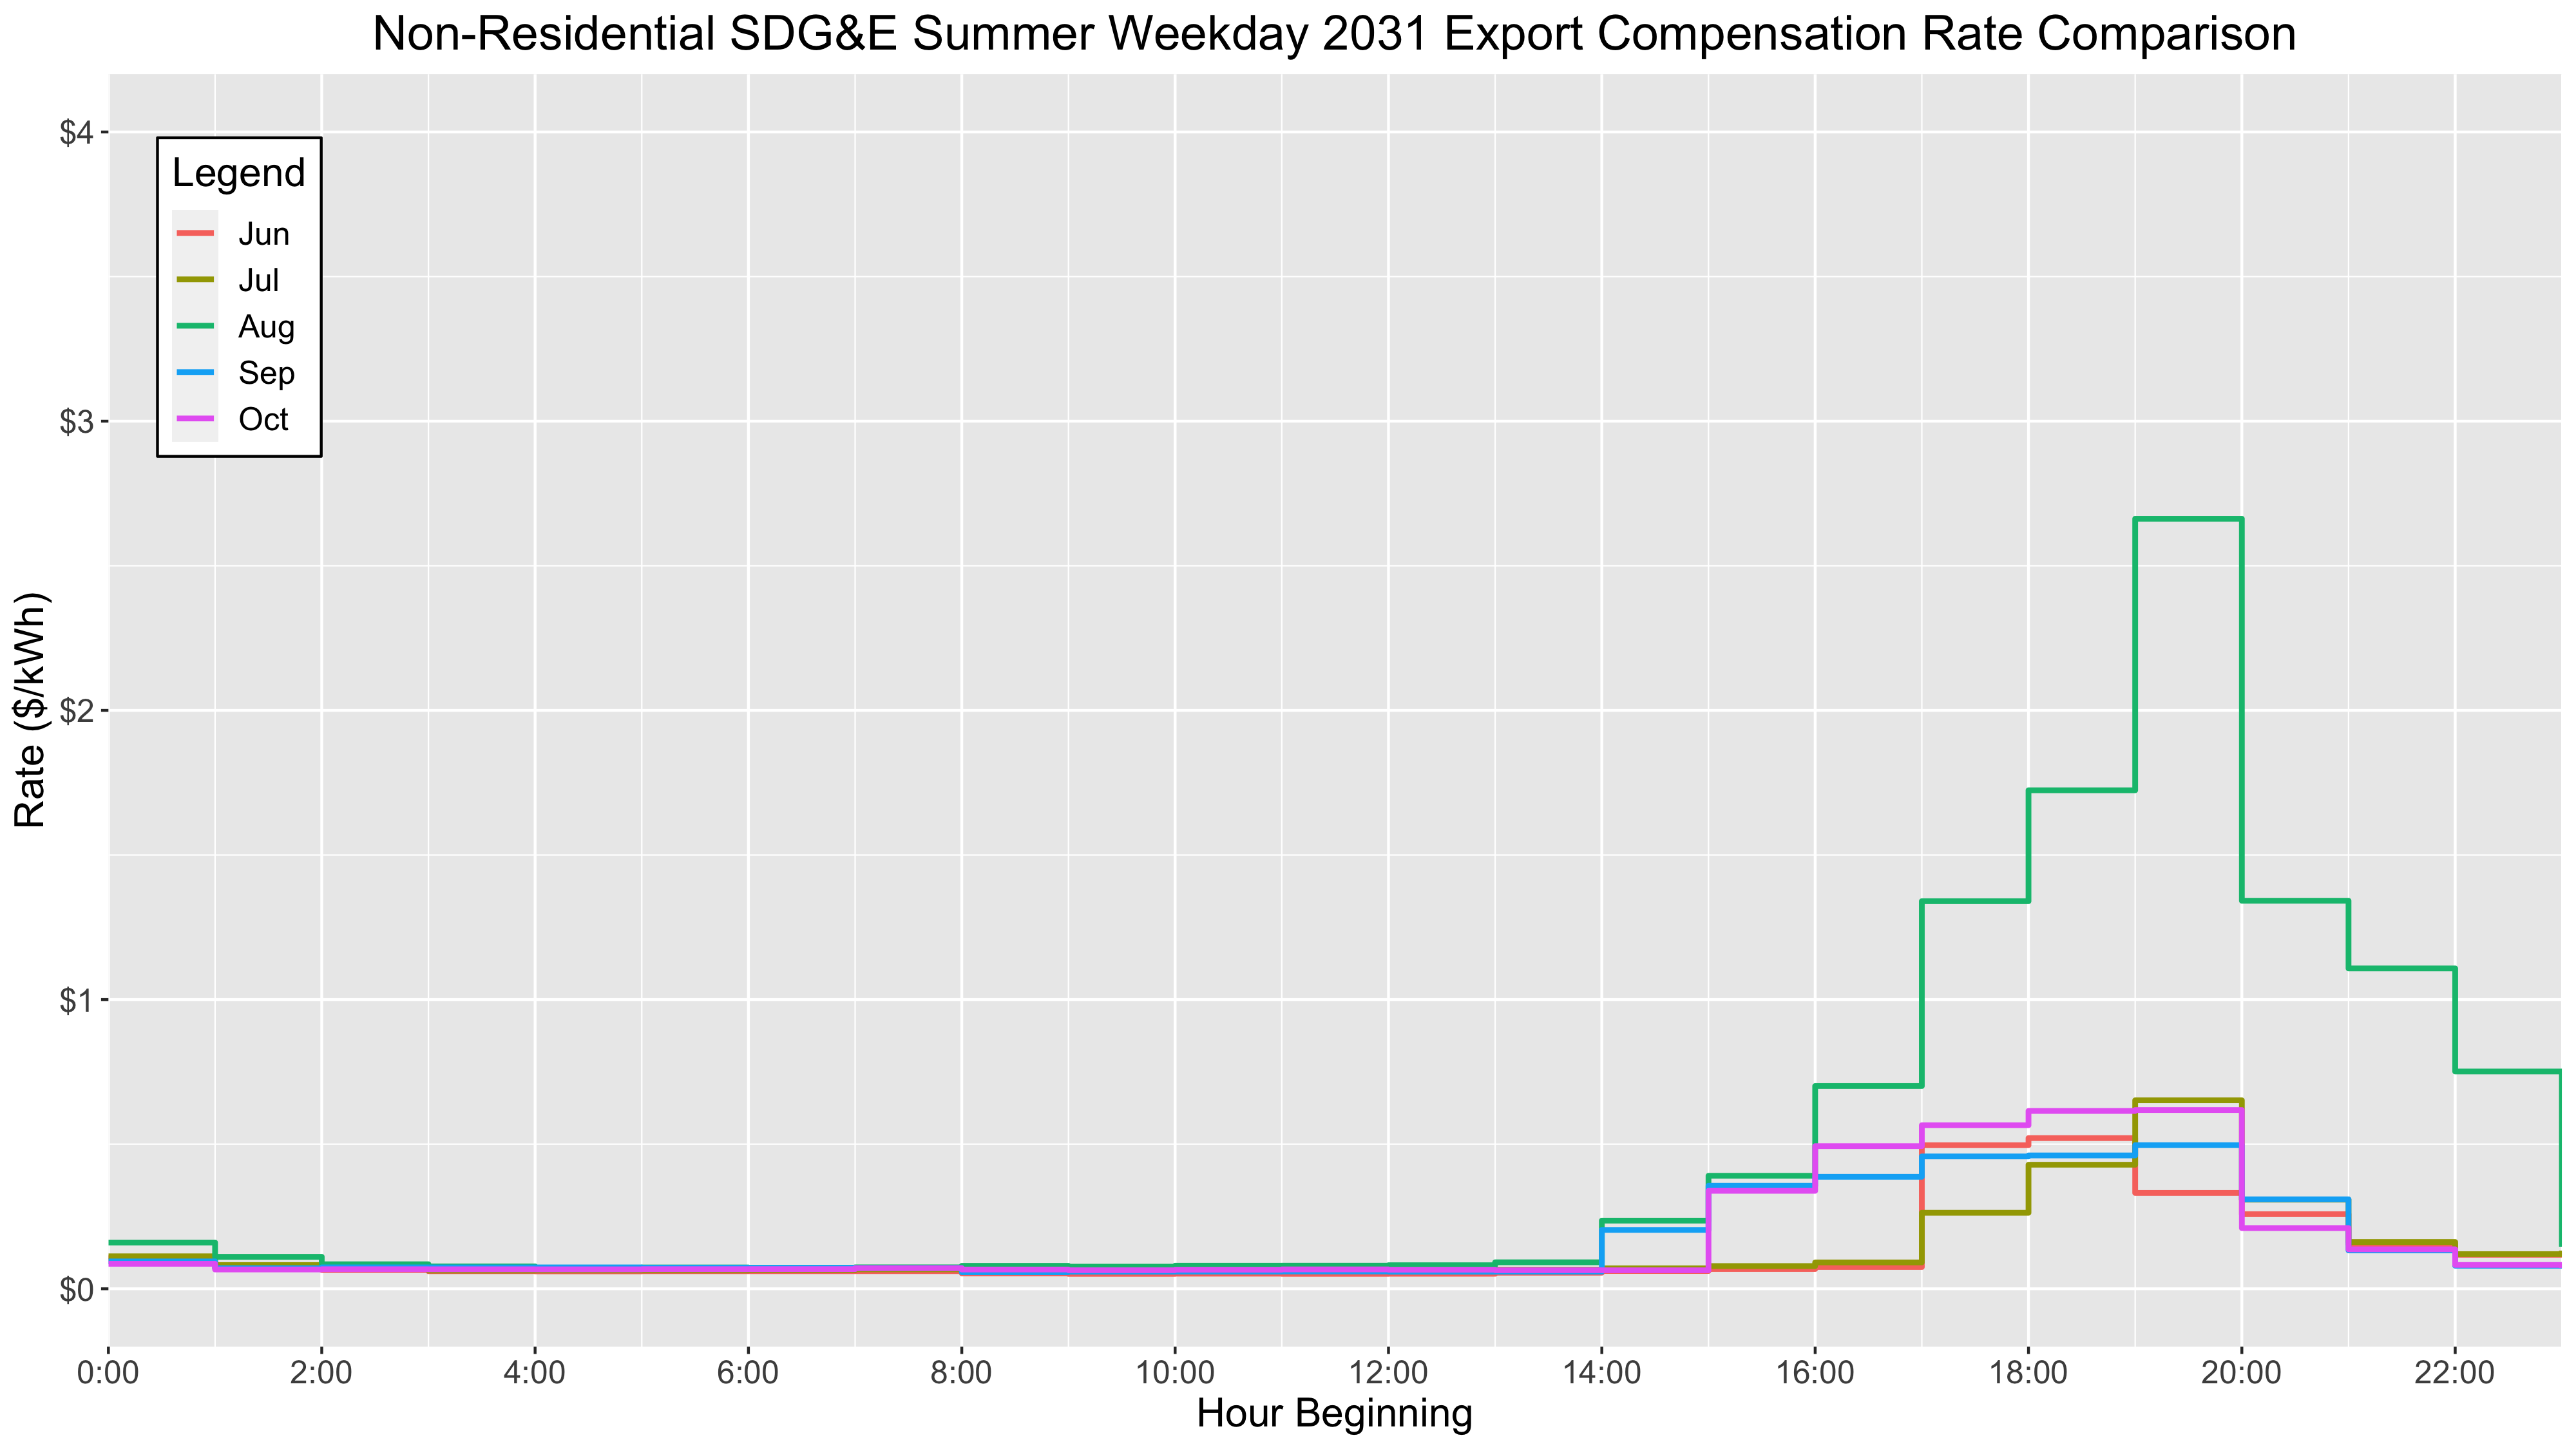 Non-Residential SDG&E Summer Weekday 2031 Export Compensation Rate Comparison
$4
Legend
Jun
Jul
Aug
Sep
Oct
$3
Rate ($/kWh)
$2
$1
$0
0:00 2:00 4:00 6:00 8:00 10:00 12:00 14:00 16:00 18:00 20:00 22:00
Hour Beginning